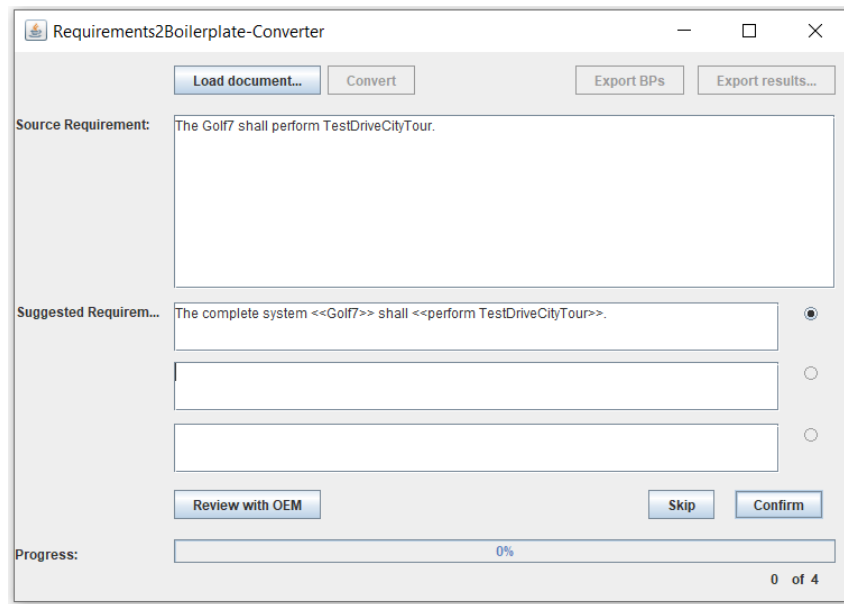 Requirements2Boilerplate-Converter
Load document... Convert Export BPs Export results...
Source Requirement: The Golf7 shall perform TestDriveCityTour.
Suggested Requirem... The complete system <<Golf7>> shall <<perform TestDriveCityTour>>.
Review with OEM Skip Confirm
Progress: 0%
0 of 4